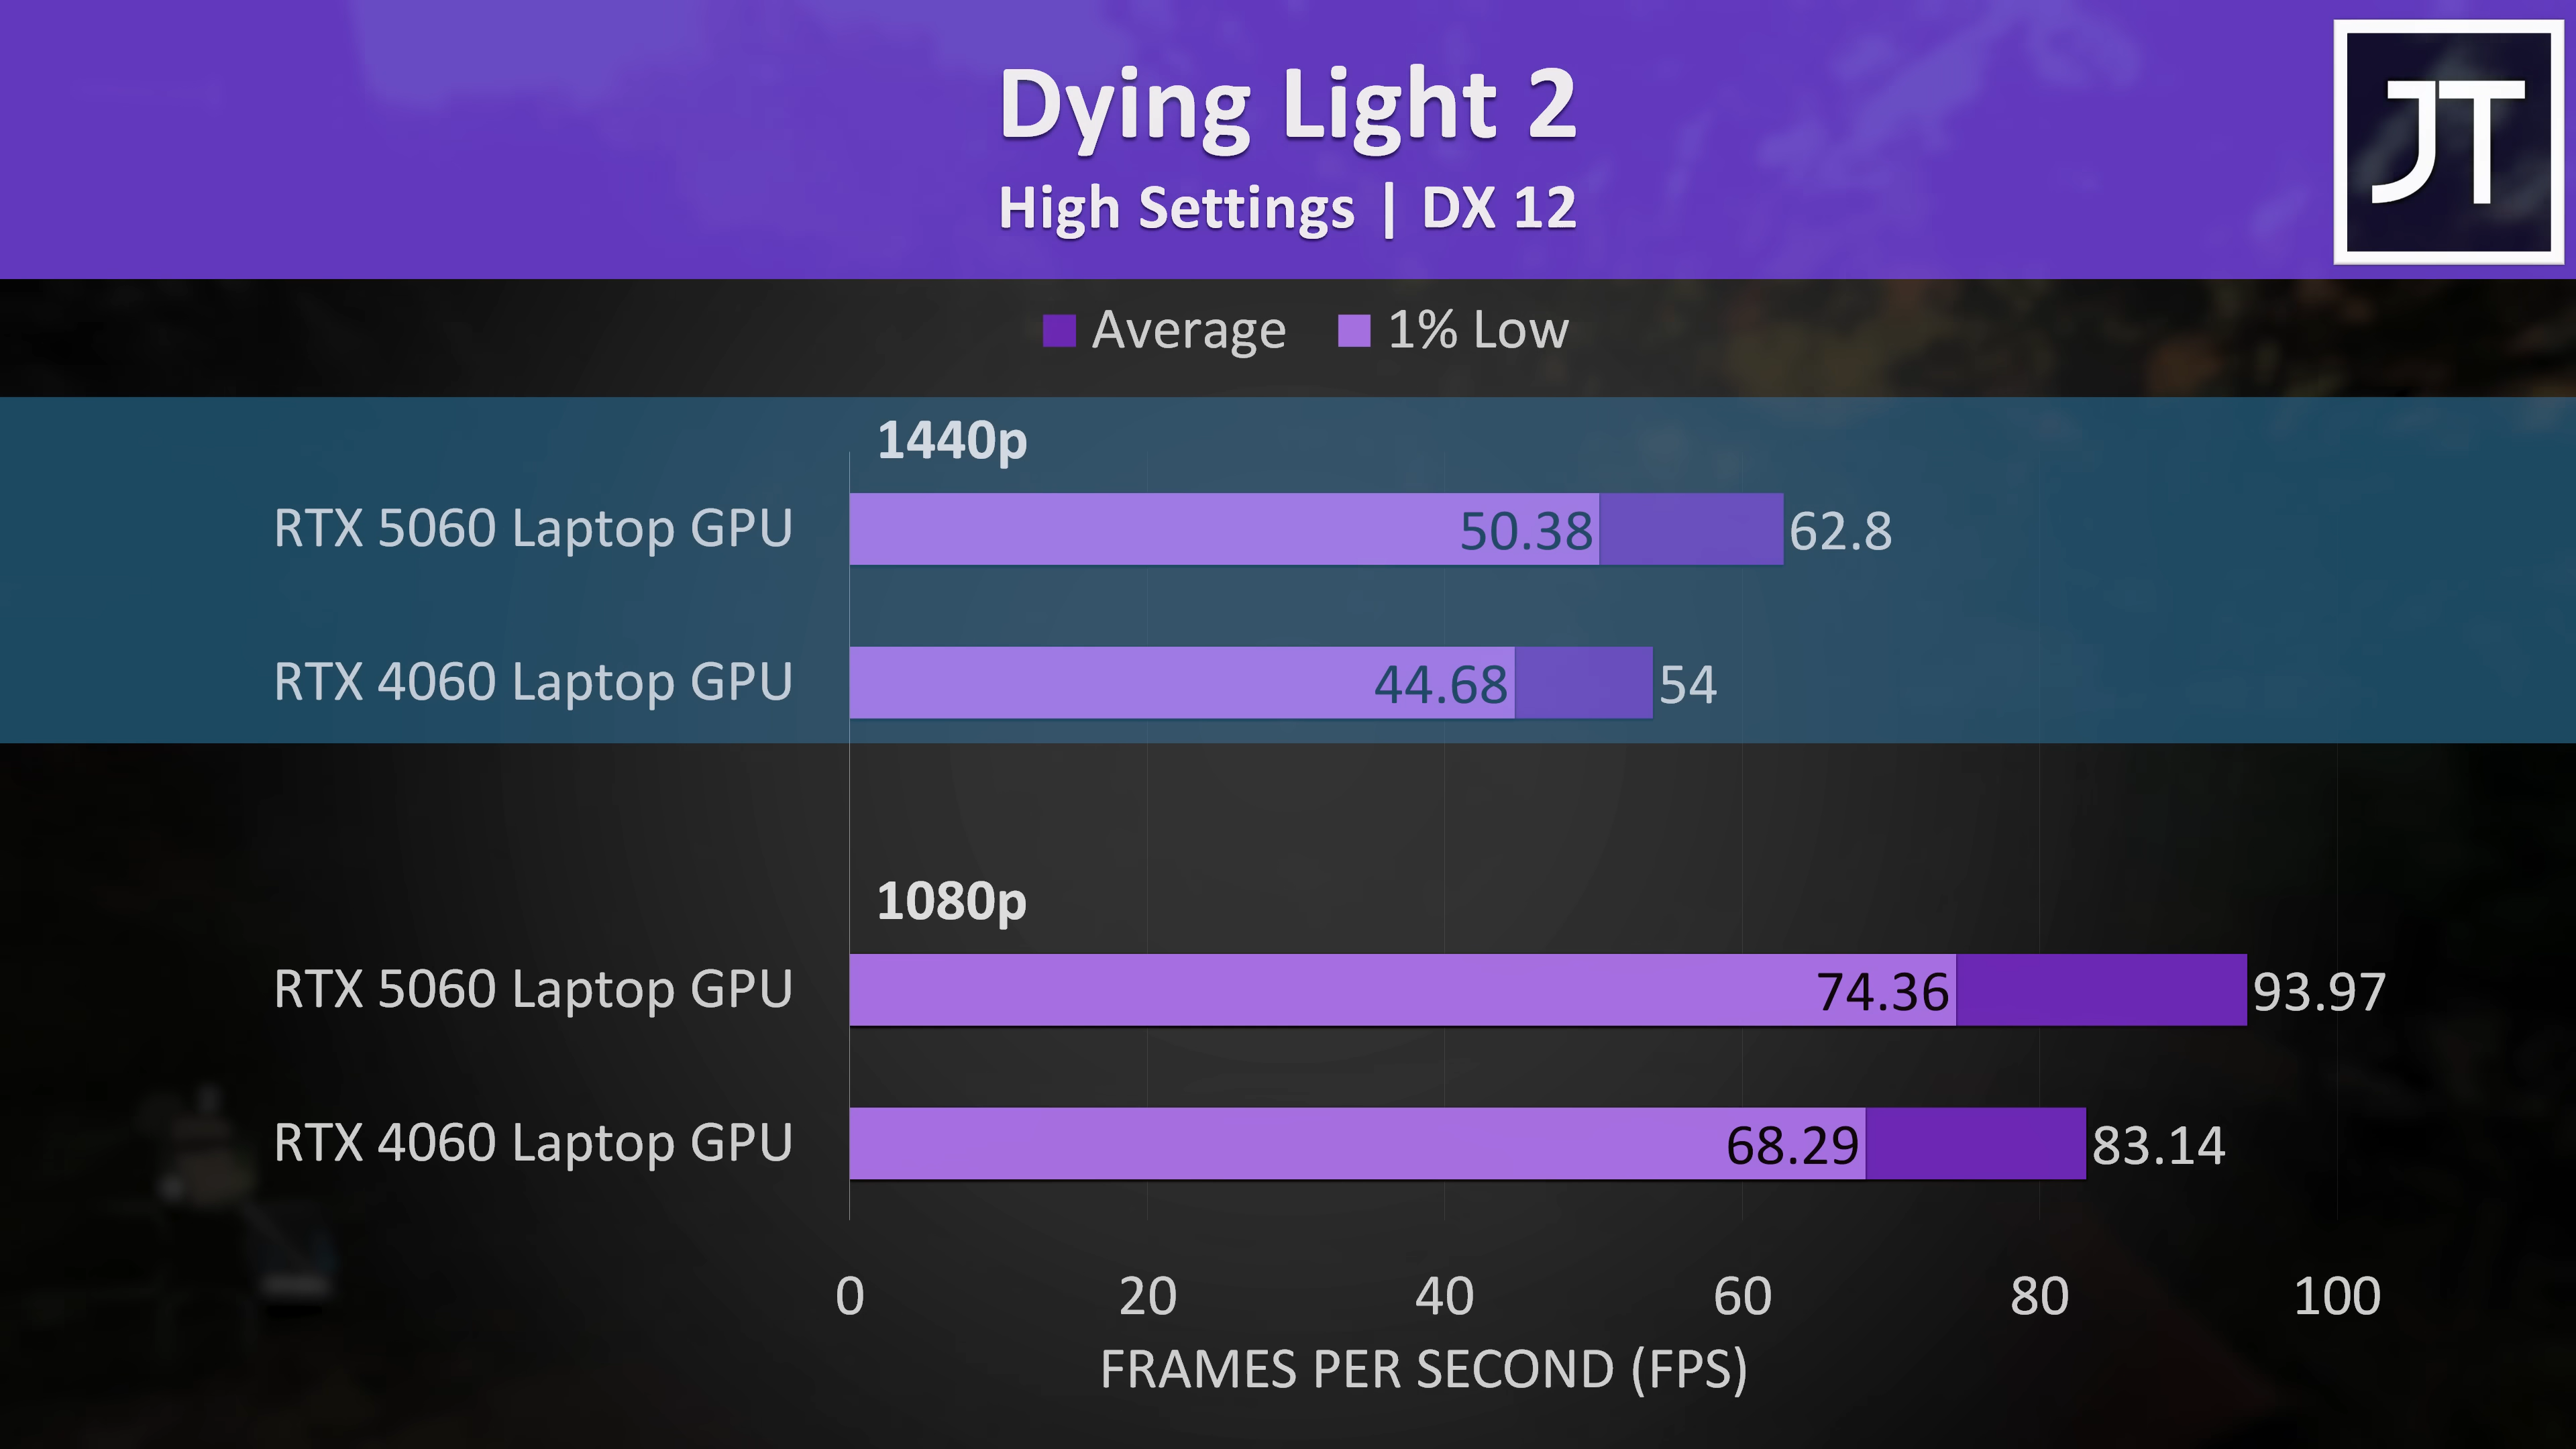 Dying Light 2
High Settings | DX 12
JT
Average 1% Low
1440p
RTX 5060 Laptop GPU 50.38 62.8
RTX 4060 Laptop GPU 44.68 54
1080p
RTX 5060 Laptop GPU 74.36 93.97
RTX 4060 Laptop GPU 68.29 83.14
0 20 40 60 80 100
FRAMES PER SECOND (FPS)